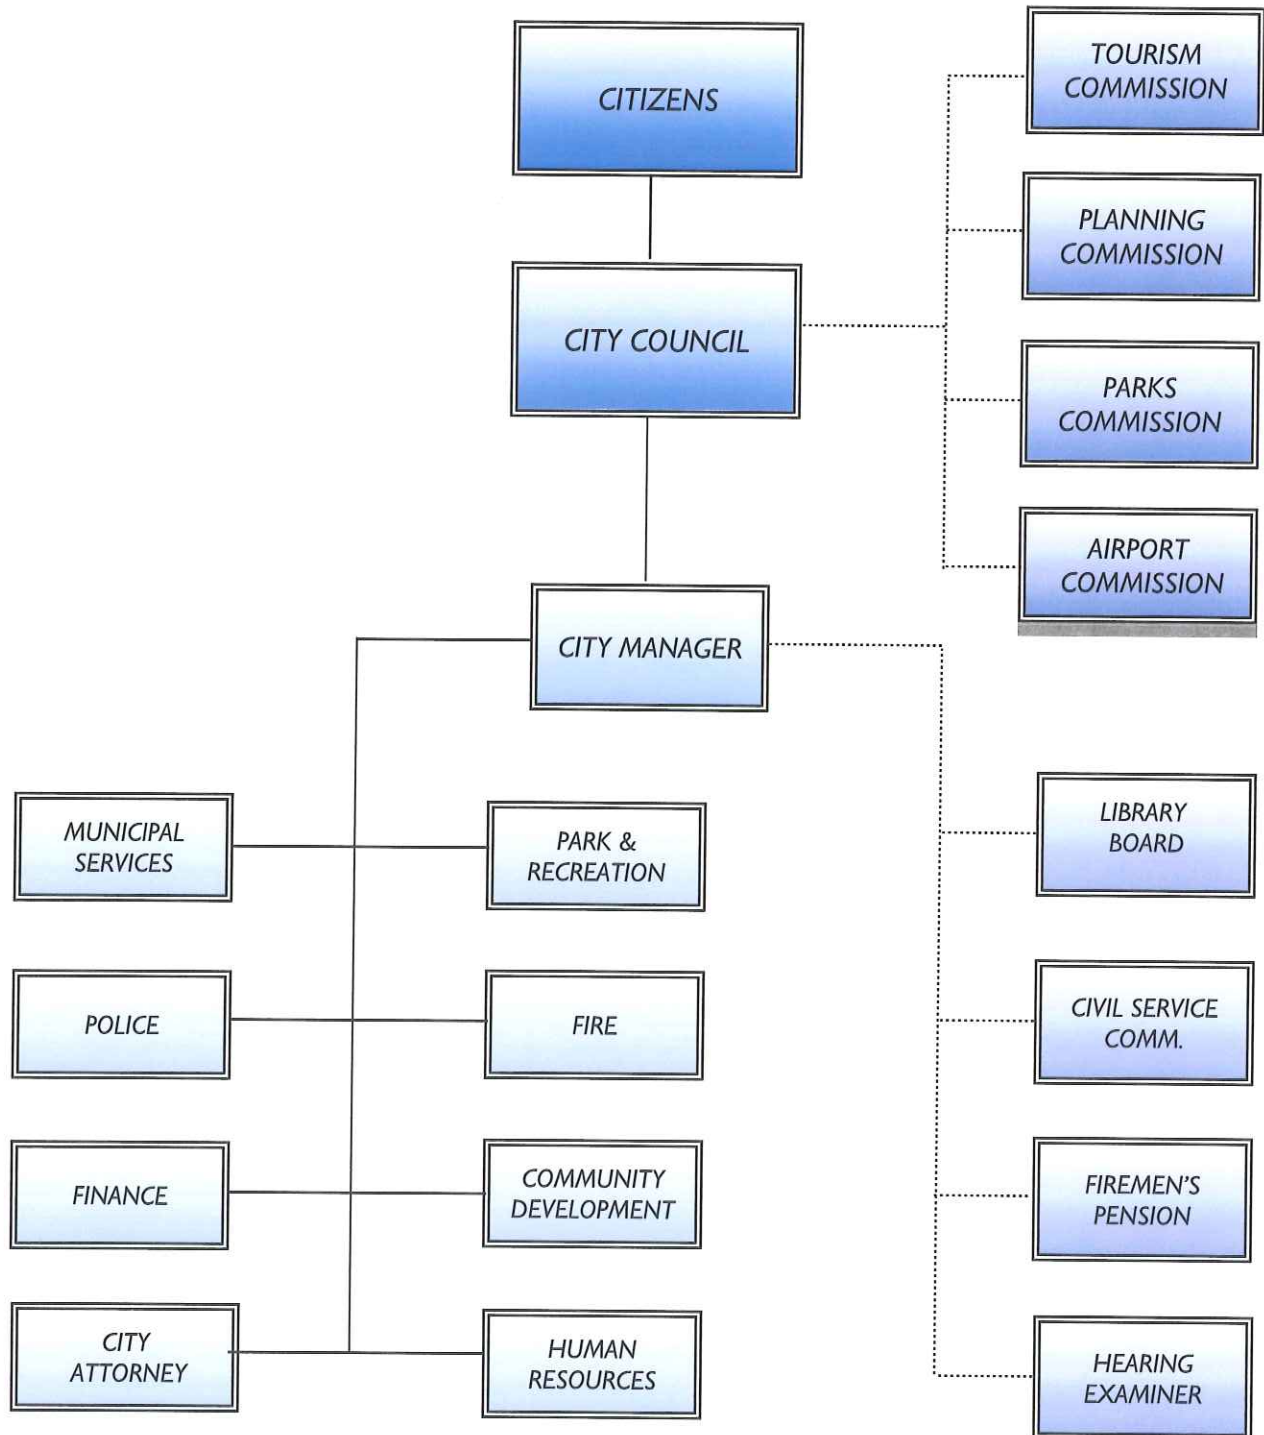 CITIZENS
TOURISM
COMMISSION
PLANNING
COMMISSION
CITY COUNCIL
PARKS
COMMISSION
AIRPORT
COMMISSION
CITY MANAGER
MUNICIPAL
SERVICES
PARK &
RECREATION
LIBRARY
BOARD
POLICE
FIRE
CIVIL SERVICE
COMM.
FINANCE
COMMUNITY
DEVELOPMENT
FIREMEN'S
PENSION
CITY
ATTORNEY
HUMAN
RESOURCES
HEARING
EXAMINER